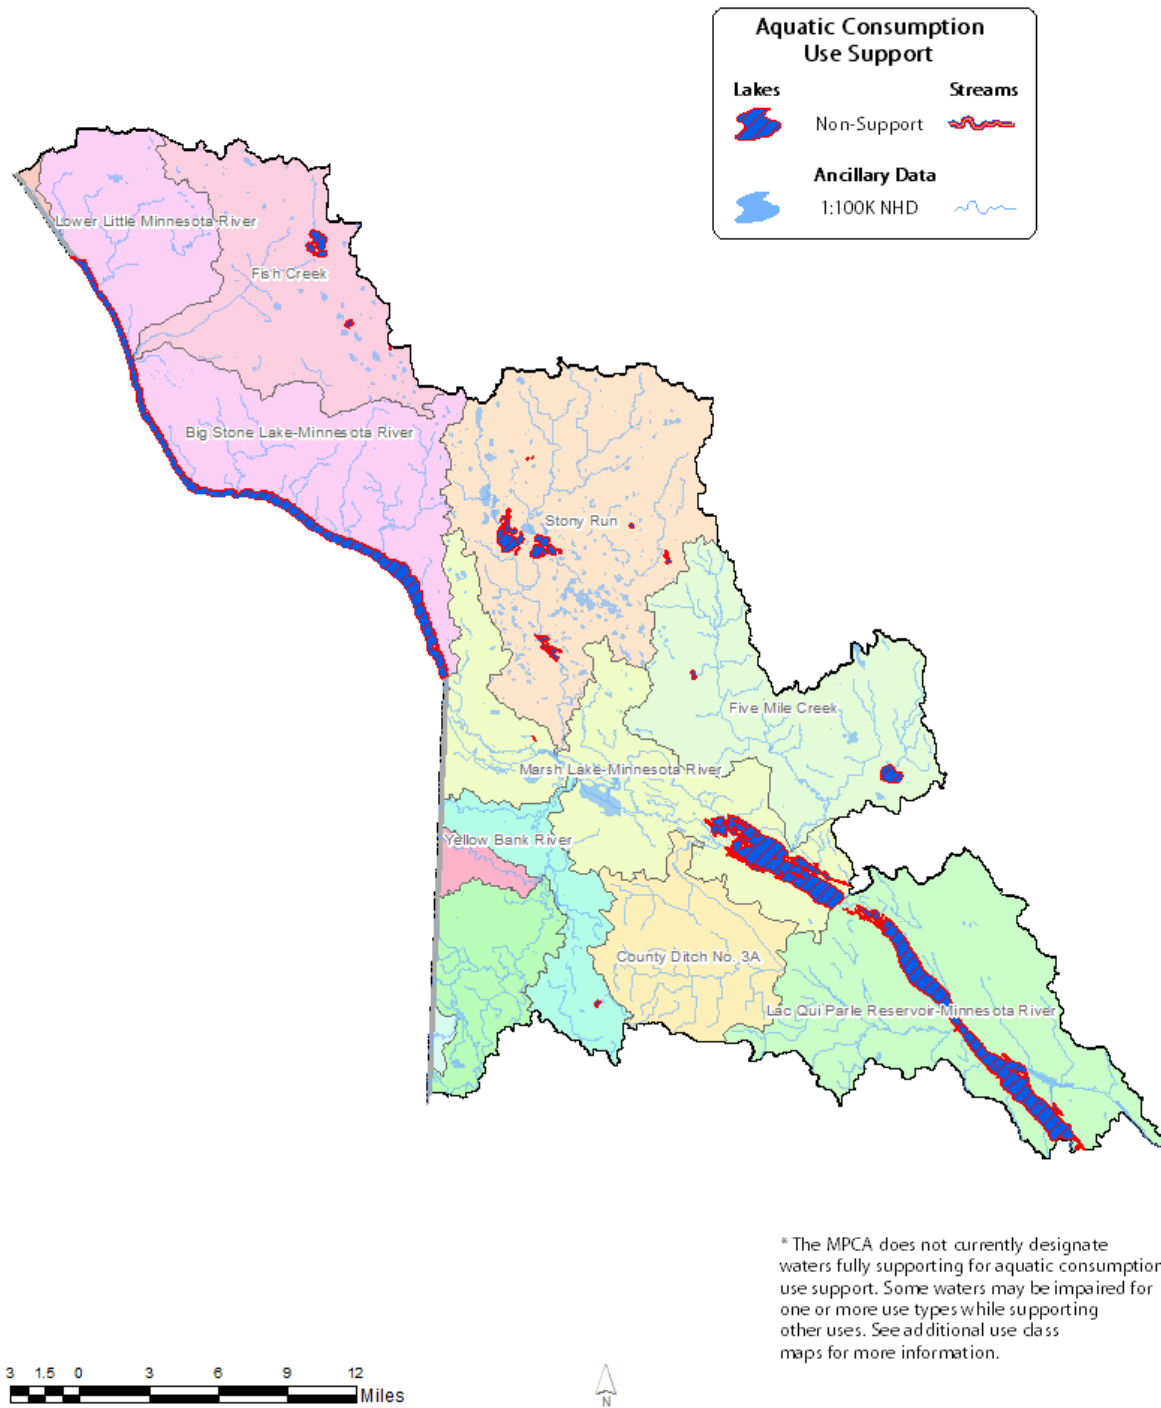 Aquatic Consumption
Use Support
Lakes
Streams
Non-Support
Ancillary Data
1:100K NHD
Lower Little Minnesota River
Fish Creek
Big Stone Lake-Minnesota River
Stony Run
Five Mile Creek
Marsh Lake-Minnesota River
Yellow Bank River
County Ditch No. 3A
Lac Qui Parle Reservoir-Minnesota River
* The MPCA does not currently designate
waters fully supporting for aquatic consumption
use support. Some waters may be impaired for
one or more use types while supporting
other uses. See additional use class
maps for more information.
3 1.5 0 3 6 9 12
Miles
N